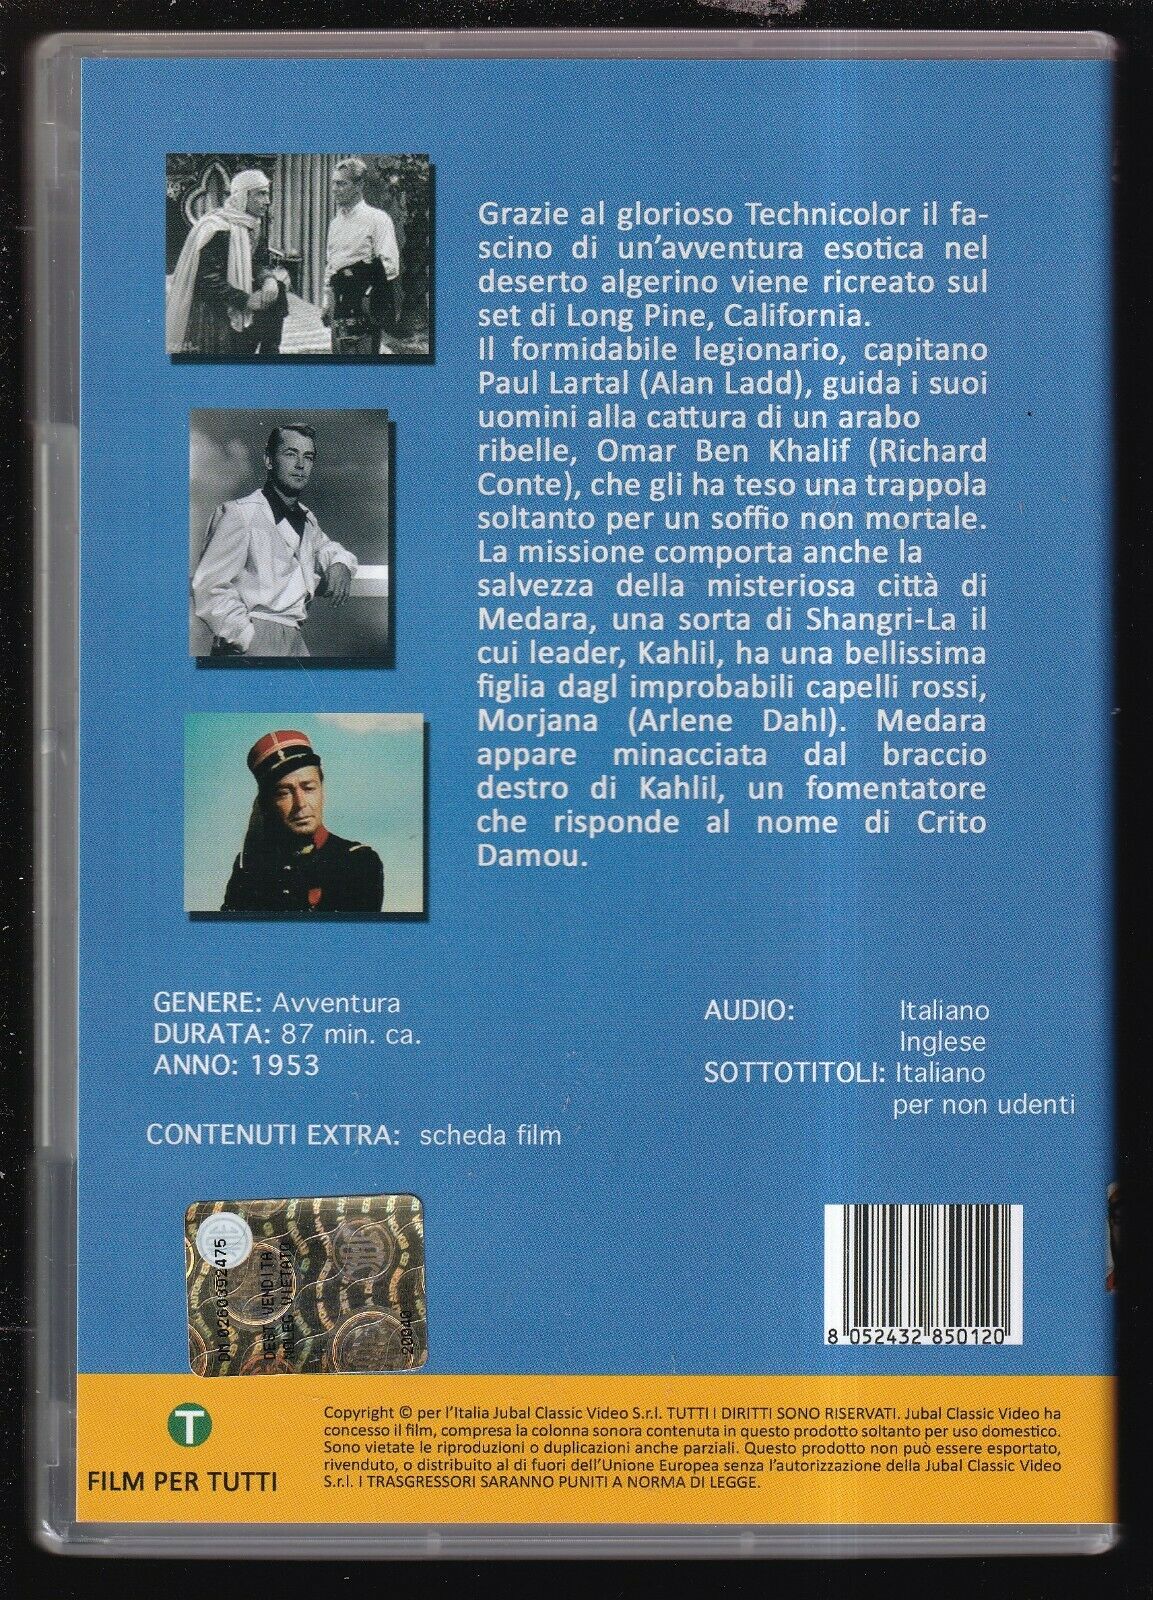 Grazie al glorioso Technicolor il fa-
scino di un'avventura esotica nel
deserto algerino viene ricreato sul
set di Long Pine, California.
Il formidabile legionario, capitano
Paul Lartal (Alan Ladd), guida i suoi
uomini alla cattura di un arabo
ribelle, Omar Ben Khalif (Richard
Conte), che gli ha teso una trappola
soltanto per un soffio non mortale.
La missione comporta anche la
salvezza della misteriosa città di
Medara, una sorta di Shangri-La il
cui leader, Kahlil, ha una bellissima
figlia dagl improbabili capelli rossi,
Morjana (Arlene Dahl). Medara
appare minacciata dal braccio
destro di Kahlil, un fomentatore
che risponde al nome di Crito
Damou.
GENERE: Avventura
DURATA: 87 min. ca.
ANNO: 1953
CONTENUTI EXTRA: scheda film
AUDIO: Italiano
Inglese
SOTTOTITOLI: Italiano
per non udenti
DN 0260392475
DEST VENDITA
NOLEG VIETATO
8 052432 850120
T
FILM PER TUTTI
Copyright © per l'Italia Jubal Classic Video S.r.l. TUTTI I DIRITTI SONO RISERVATI. Jubal Classic Video ha
concesso il film, compresa la colonna sonora contenuta in questo prodotto soltanto per uso domestico.
Sono vietate le riproduzioni o duplicazioni anche parziali. Questo prodotto non può essere esportato,
rivenduto, o distribuito al di fuori dell'Unione Europea senza l'autorizzazione della Jubal Classic Video
S.r.l. I TRASGRESSORI SARANNO PUNITI A NORMA DI LEGGE.